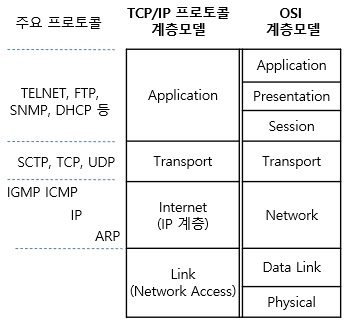 주요 프로토콜
TCP/IP 프로토콜
계층모델
OSI
계층모델
TELNET, FTP,
SNMP, DHCP 등
Application
Application
Presentation
Session
SCTP, TCP, UDP
Transport
Transport
IGMP ICMP
IP
ARP
Internet
(IP 계층)
Network
Link
(Network Access)
Data Link
Physical